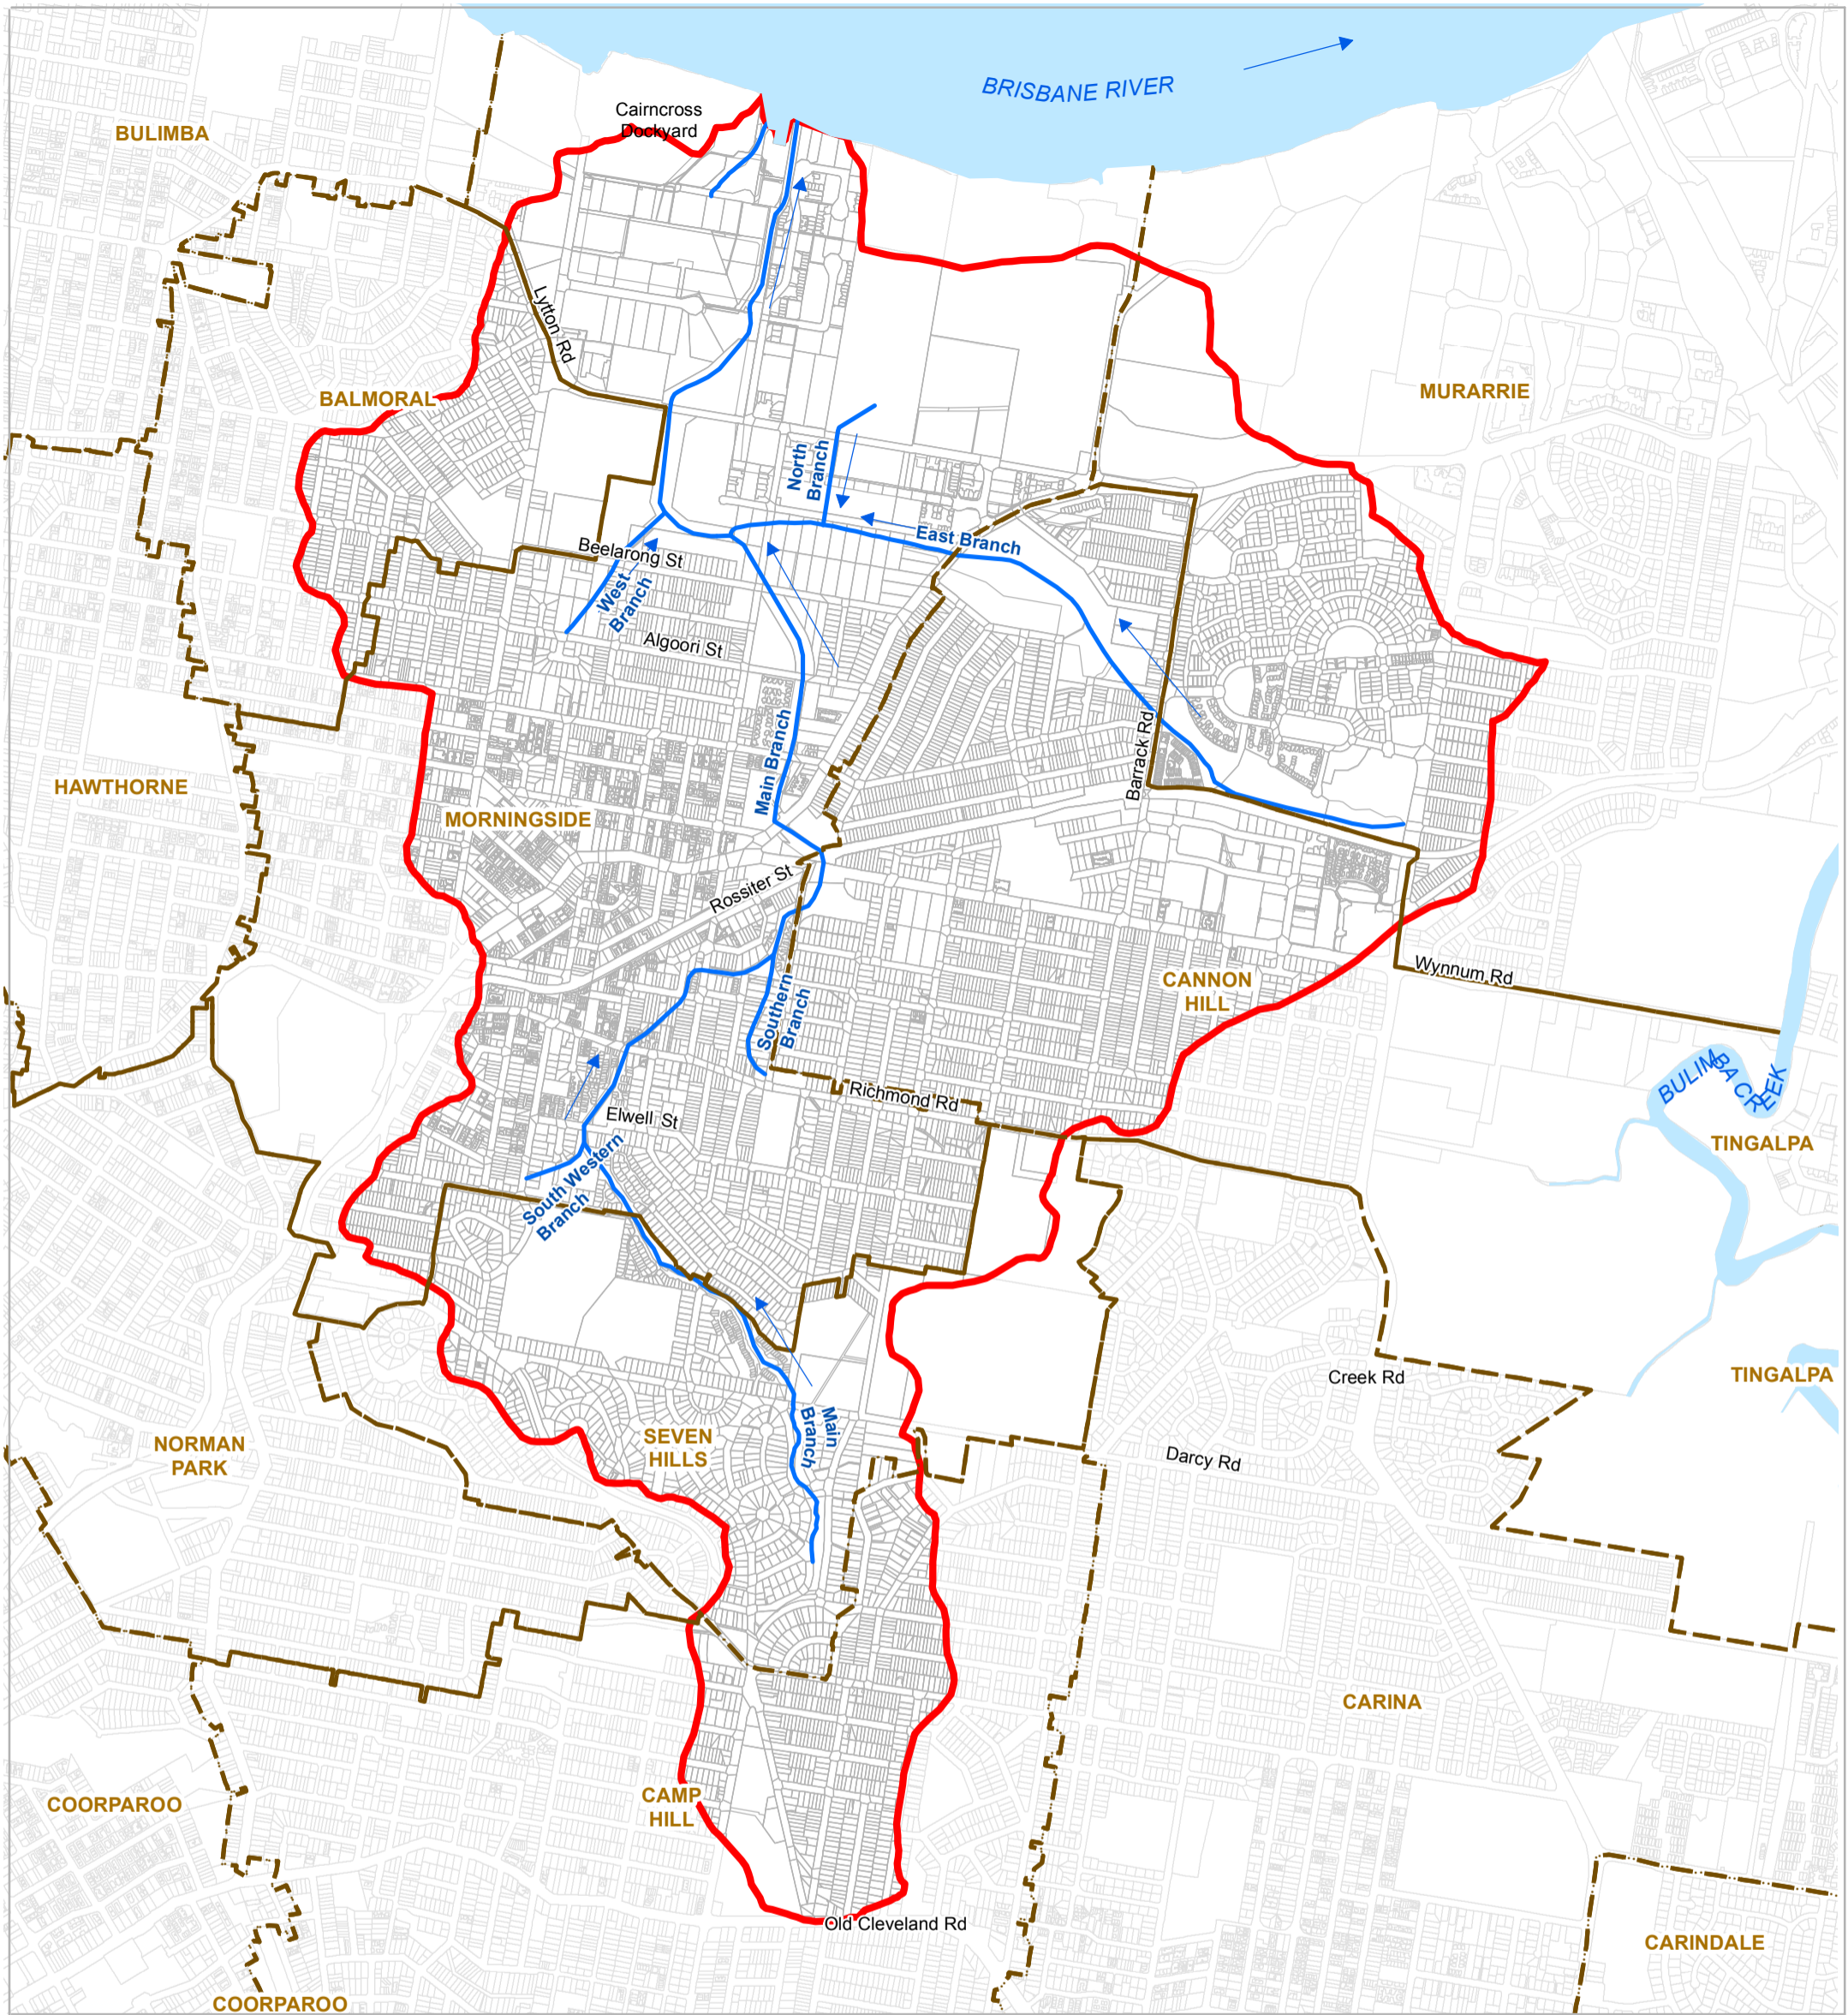 BRISBANE RIVER
Cairncross
Dockyard
BULIMBA
Lytton Rd
BALMORAL
MURARRIE
North
Branch
East Branch
Beelarong St
West
Branch
Algoori St
Main Branch
Barrack Rd
HAWTHORNE
MORNINGSIDE
Rossiter St
Wynnum Rd
CANNON
HILL
Southern
Branch
BULIMBA CREEK
Richmond Rd
Elwell St
TINGALPA
South Western
Branch
Creek Rd
TINGALPA
Main
Branch
NORMAN
PARK
SEVEN
HILLS
Darcy Rd
CARINA
CAMP
HILL
COORPAROO
Old Cleveland Rd
CARINDALE
COORPAROO